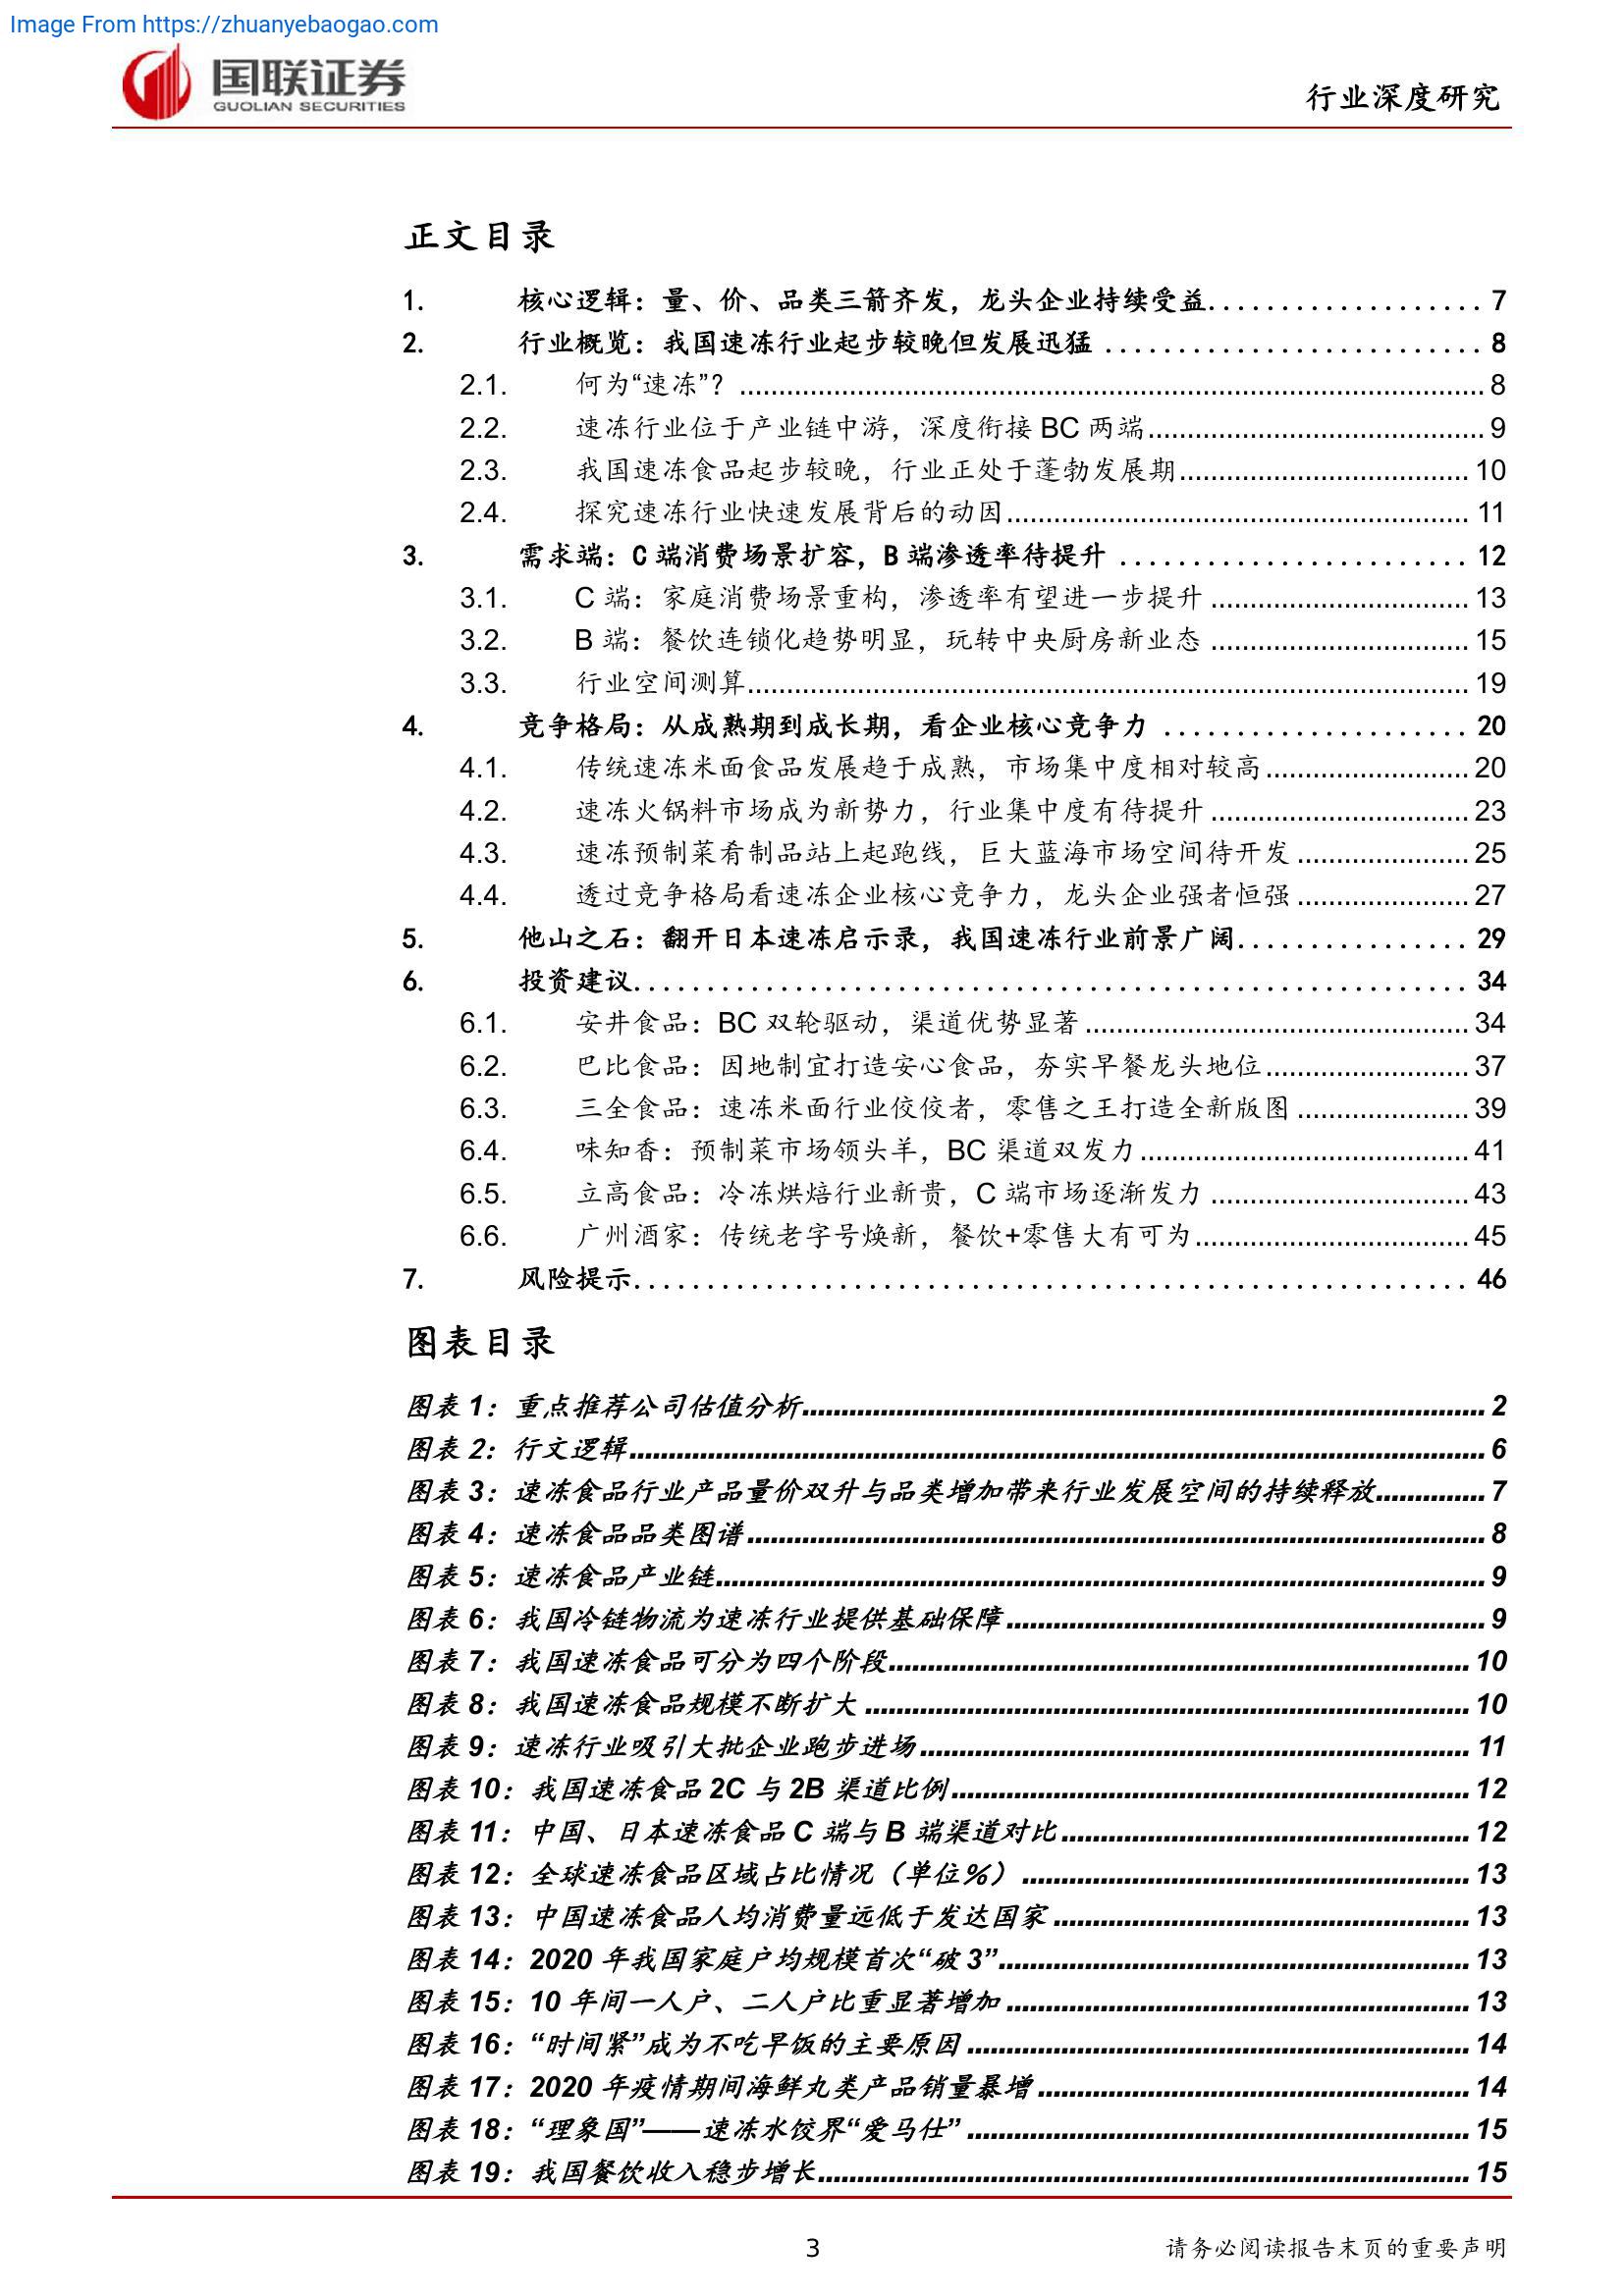 Image From https://zhuanyebaogao.com
国联证券
GUOLIAN SECURITIES
行业深度研究
正文目录
1. 核心逻辑：量、价、品类三箭齐发，龙头企业持续受益................... 7
2. 行业概览：我国速冻行业起步较晚但发展迅猛 .......................... 8
2.1. 何为“速冻”？ ........................................ 8
2.2. 速冻行业位于产业链中游，深度衔接 BC 两端........................................ 9
2.3. 我国速冻食品起步较晚，行业正处于蓬勃发展期..................................... 10
2.4. 探究速冻行业快速发展背后的动因........................................ 11
3. 需求端：C 端消费场景扩容，B 端渗透率待提升 ........................ 12
3.1. C 端：家庭消费场景重构，渗透率有望进一步提升 ................................. 13
3.2. B 端：餐饮连锁化趋势明显，玩转中央厨房新业态 ................................. 15
3.3. 行业空间测算........................................ 19
4. 竞争格局：从成熟期到成长期，看企业核心竞争力 ..................... 20
4.1. 传统速冻米面食品发展趋于成熟，市场集中度相对较高.......................... 20
4.2. 速冻火锅料市场成为新势力，行业集中度有待提升 ................................. 23
4.3. 速冻预制菜肴制品站上起跑线，巨大蓝海市场空间待开发 ...................... 25
4.4. 透过竞争格局看速冻企业核心竞争力，龙头企业强者恒强 ...................... 27
5. 他山之石：翻开日本速冻启示录，我国速冻行业前景广阔................ 29
6. 投资建议........................................ 34
6.1. 安井食品：BC 双轮驱动，渠道优势显著 ........................................ 34
6.2. 巴比食品：因地制宜打造安心食品，夯实早餐龙头地位.......................... 37
6.3. 三全食品：速冻米面行业佼佼者，零售之王打造全新版图 ...................... 39
6.4. 味知香：预制菜市场领头羊，BC 渠道双发力........................................ 41
6.5. 立高食品：冷冻烘焙行业新贵，C 端市场逐渐发力 ................................. 43
6.6. 广州酒家：传统老字号焕新，餐饮+零售大有可为................................... 45
7. 风险提示........................................ 46
图表目录
图表 1：重点推荐公司估值分析........................................ 2
图表 2：行文逻辑........................................ 6
图表 3：速冻食品行业产品量价双升与品类增加带来行业发展空间的持续释放.............. 7
图表 4：速冻食品品类图谱........................................ 8
图表 5：速冻食品产业链........................................ 9
图表 6：我国冷链物流为速冻行业提供基础保障 ........................................ 9
图表 7：我国速冻食品可分为四个阶段........................................ 10
图表 8：我国速冻食品规模不断扩大 ........................................ 10
图表 9：速冻行业吸引大批企业跑步进场........................................ 11
图表 10：我国速冻食品 2C 与 2B 渠道比例........................................ 12
图表 11：中国、日本速冻食品 C 端与 B 端渠道对比........................................ 12
图表 12：全球速冻食品区域占比情况（单位%） ........................................ 13
图表 13：中国速冻食品人均消费量远低于发达国家 ........................................ 13
图表 14：2020 年我国家庭户均规模首次“破 3”........................................ 13
图表 15：10 年间一人户、二人户比重显著增加 ........................................ 13
图表 16：“时间紧”成为不吃早饭的主要原因 ........................................ 14
图表 17：2020 年疫情期间海鲜丸类产品销量暴增 ........................................ 14
图表 18：“理象国”——速冻水饺界“爱马仕” ........................................ 15
图表 19：我国餐饮收入稳步增长........................................ 15
3
请务必阅读报告末页的重要声明